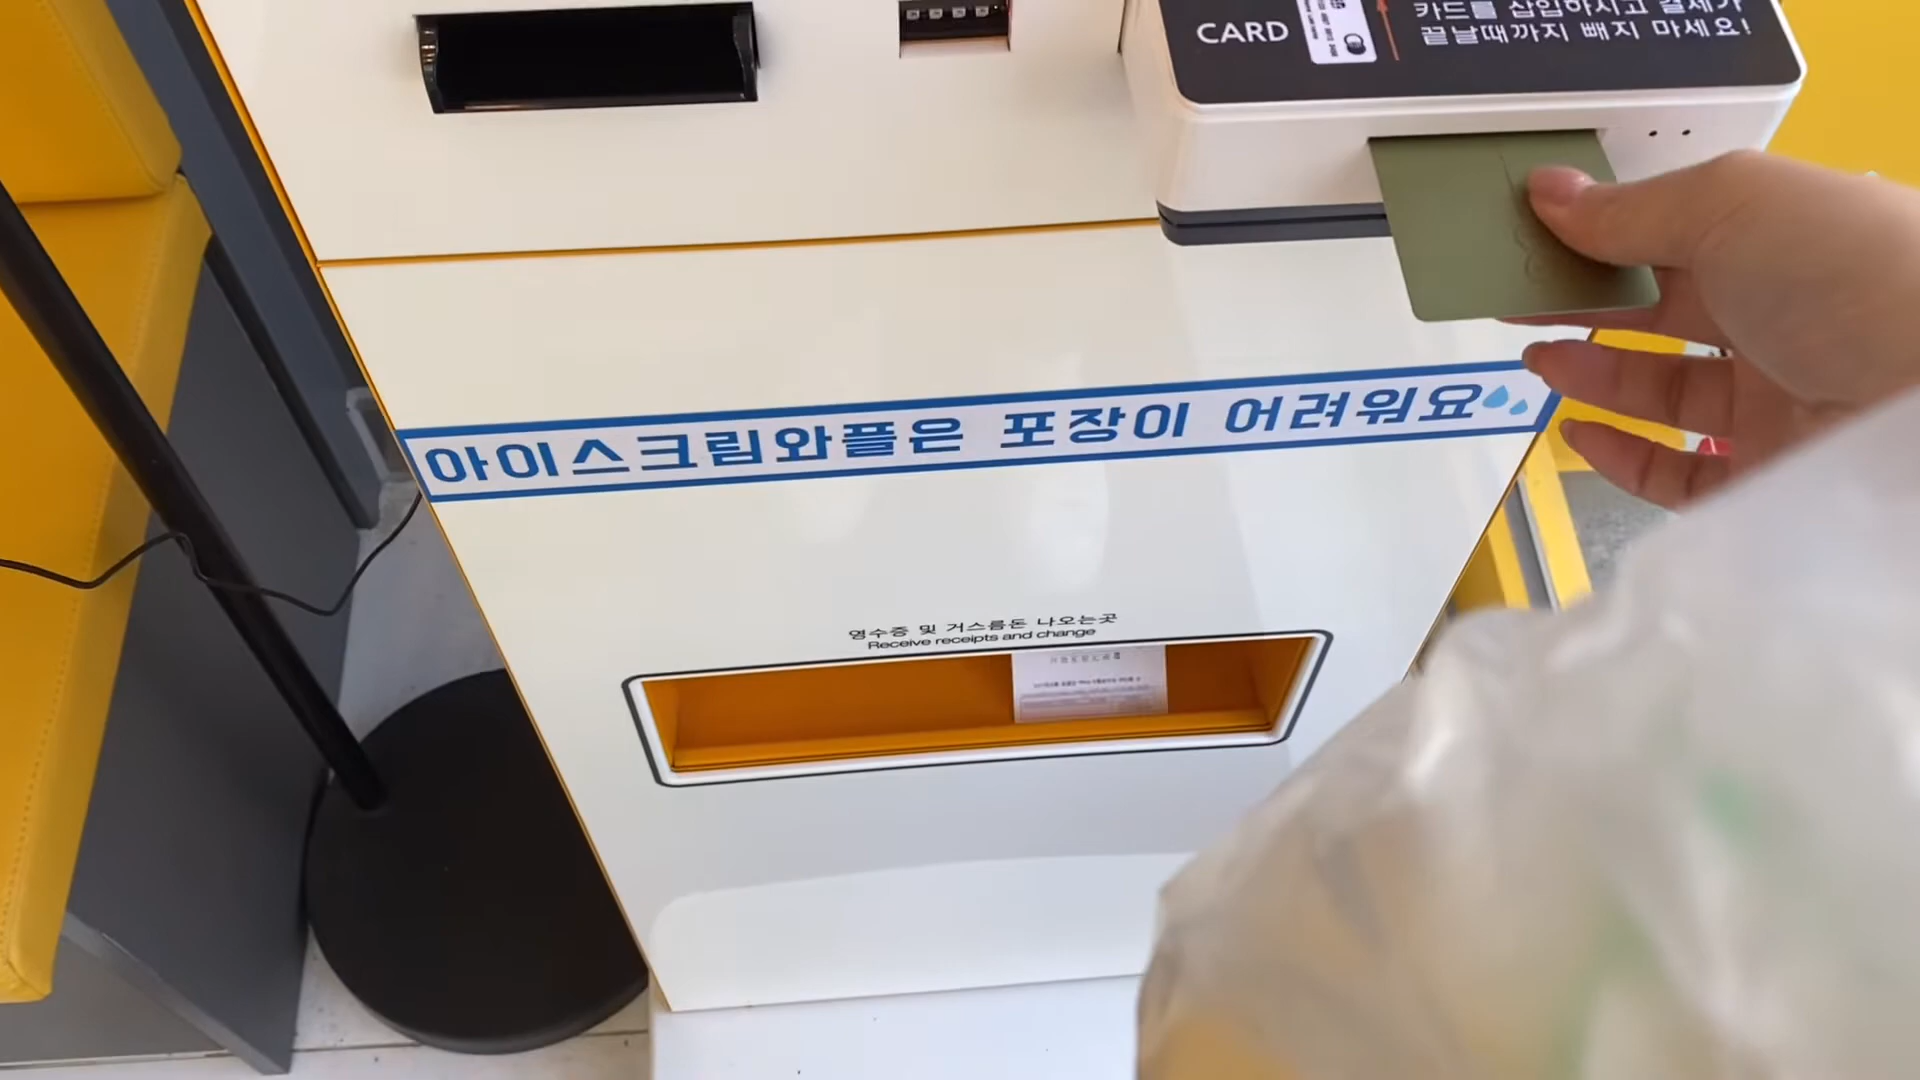 CARD
카드를 삽입하시고 결제가
끝날때까지 빼지 마세요!
아이스크림와플은 포장이 어려워요
영수증 및 거스름돈 나오는곳
Receive receipts and change